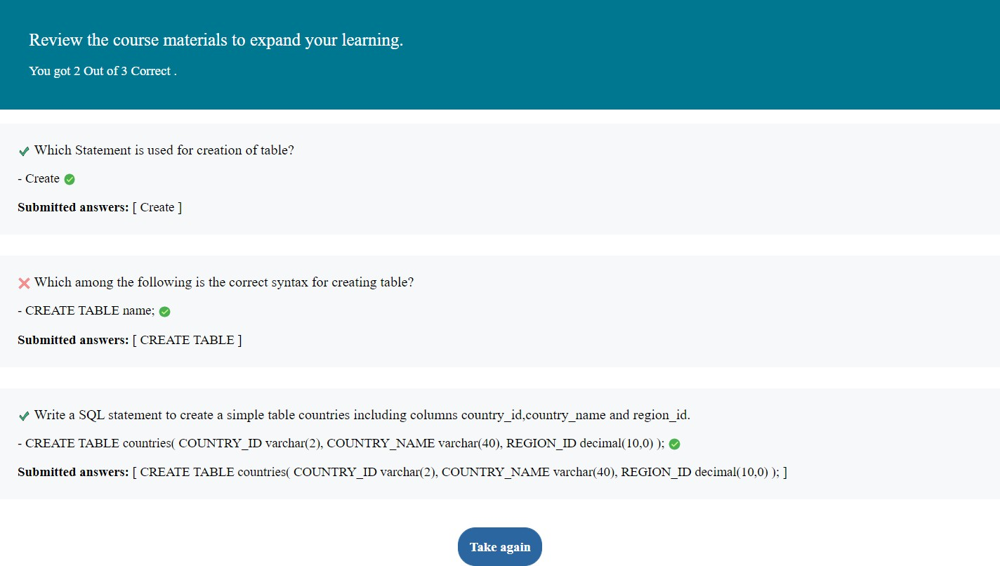 Review the course materials to expand your learning.
You got 2 Out of 3 Correct .
Which Statement is used for creation of table?
- Create
Submitted answers: [ Create ]
Which among the following is the correct syntax for creating table?
- CREATE TABLE name;
Submitted answers: [ CREATE TABLE ]
Write a SQL statement to create a simple table countries including columns country_id,country_name and region_id.
- CREATE TABLE countries( COUNTRY_ID varchar(2), COUNTRY_NAME varchar(40), REGION_ID decimal(10,0) );
Submitted answers: [ CREATE TABLE countries( COUNTRY_ID varchar(2), COUNTRY_NAME varchar(40), REGION_ID decimal(10,0) ); ]
Take again